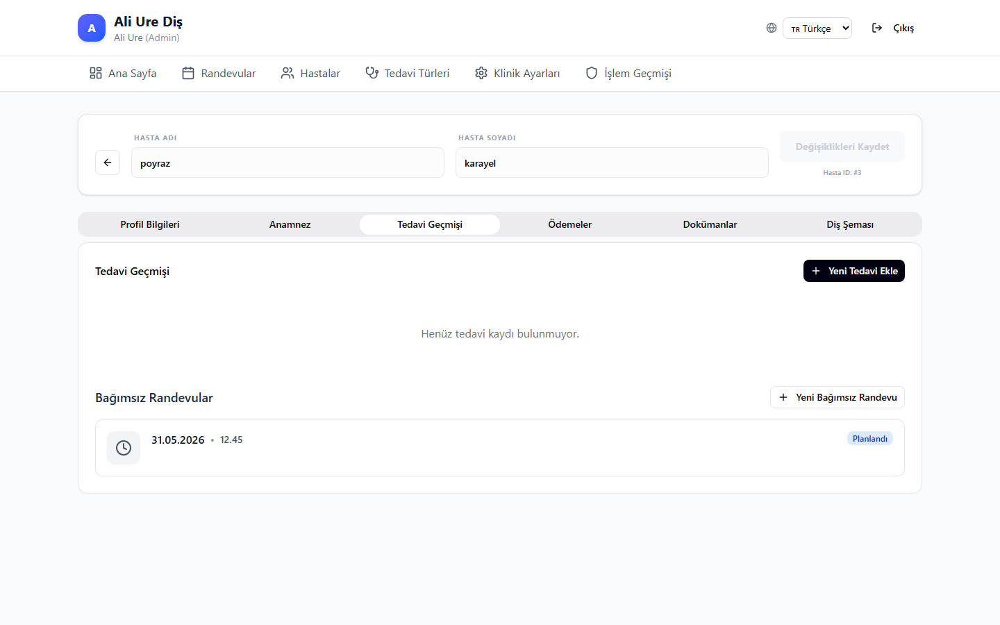 A
Ali Ure Diş
Ali Ure (Admin)
TR Türkçe
Çıkış
Ana Sayfa
Randevular
Hastalar
Tedavi Türleri
Klinik Ayarları
İşlem Geçmişi
HASTA ADI
poyraz
HASTA SOYADI
karayel
Değişiklikleri Kaydet
Hasta ID: #3
Profil Bilgileri
Anamnez
Tedavi Geçmişi
Ödemeler
Dokümanlar
Diş Şeması
Tedavi Geçmişi
+ Yeni Tedavi Ekle
Henüz tedavi kaydı bulunmuyor.
Bağımsız Randevular
+ Yeni Bağımsız Randevu
31.05.2026 • 12.45
Planlandı